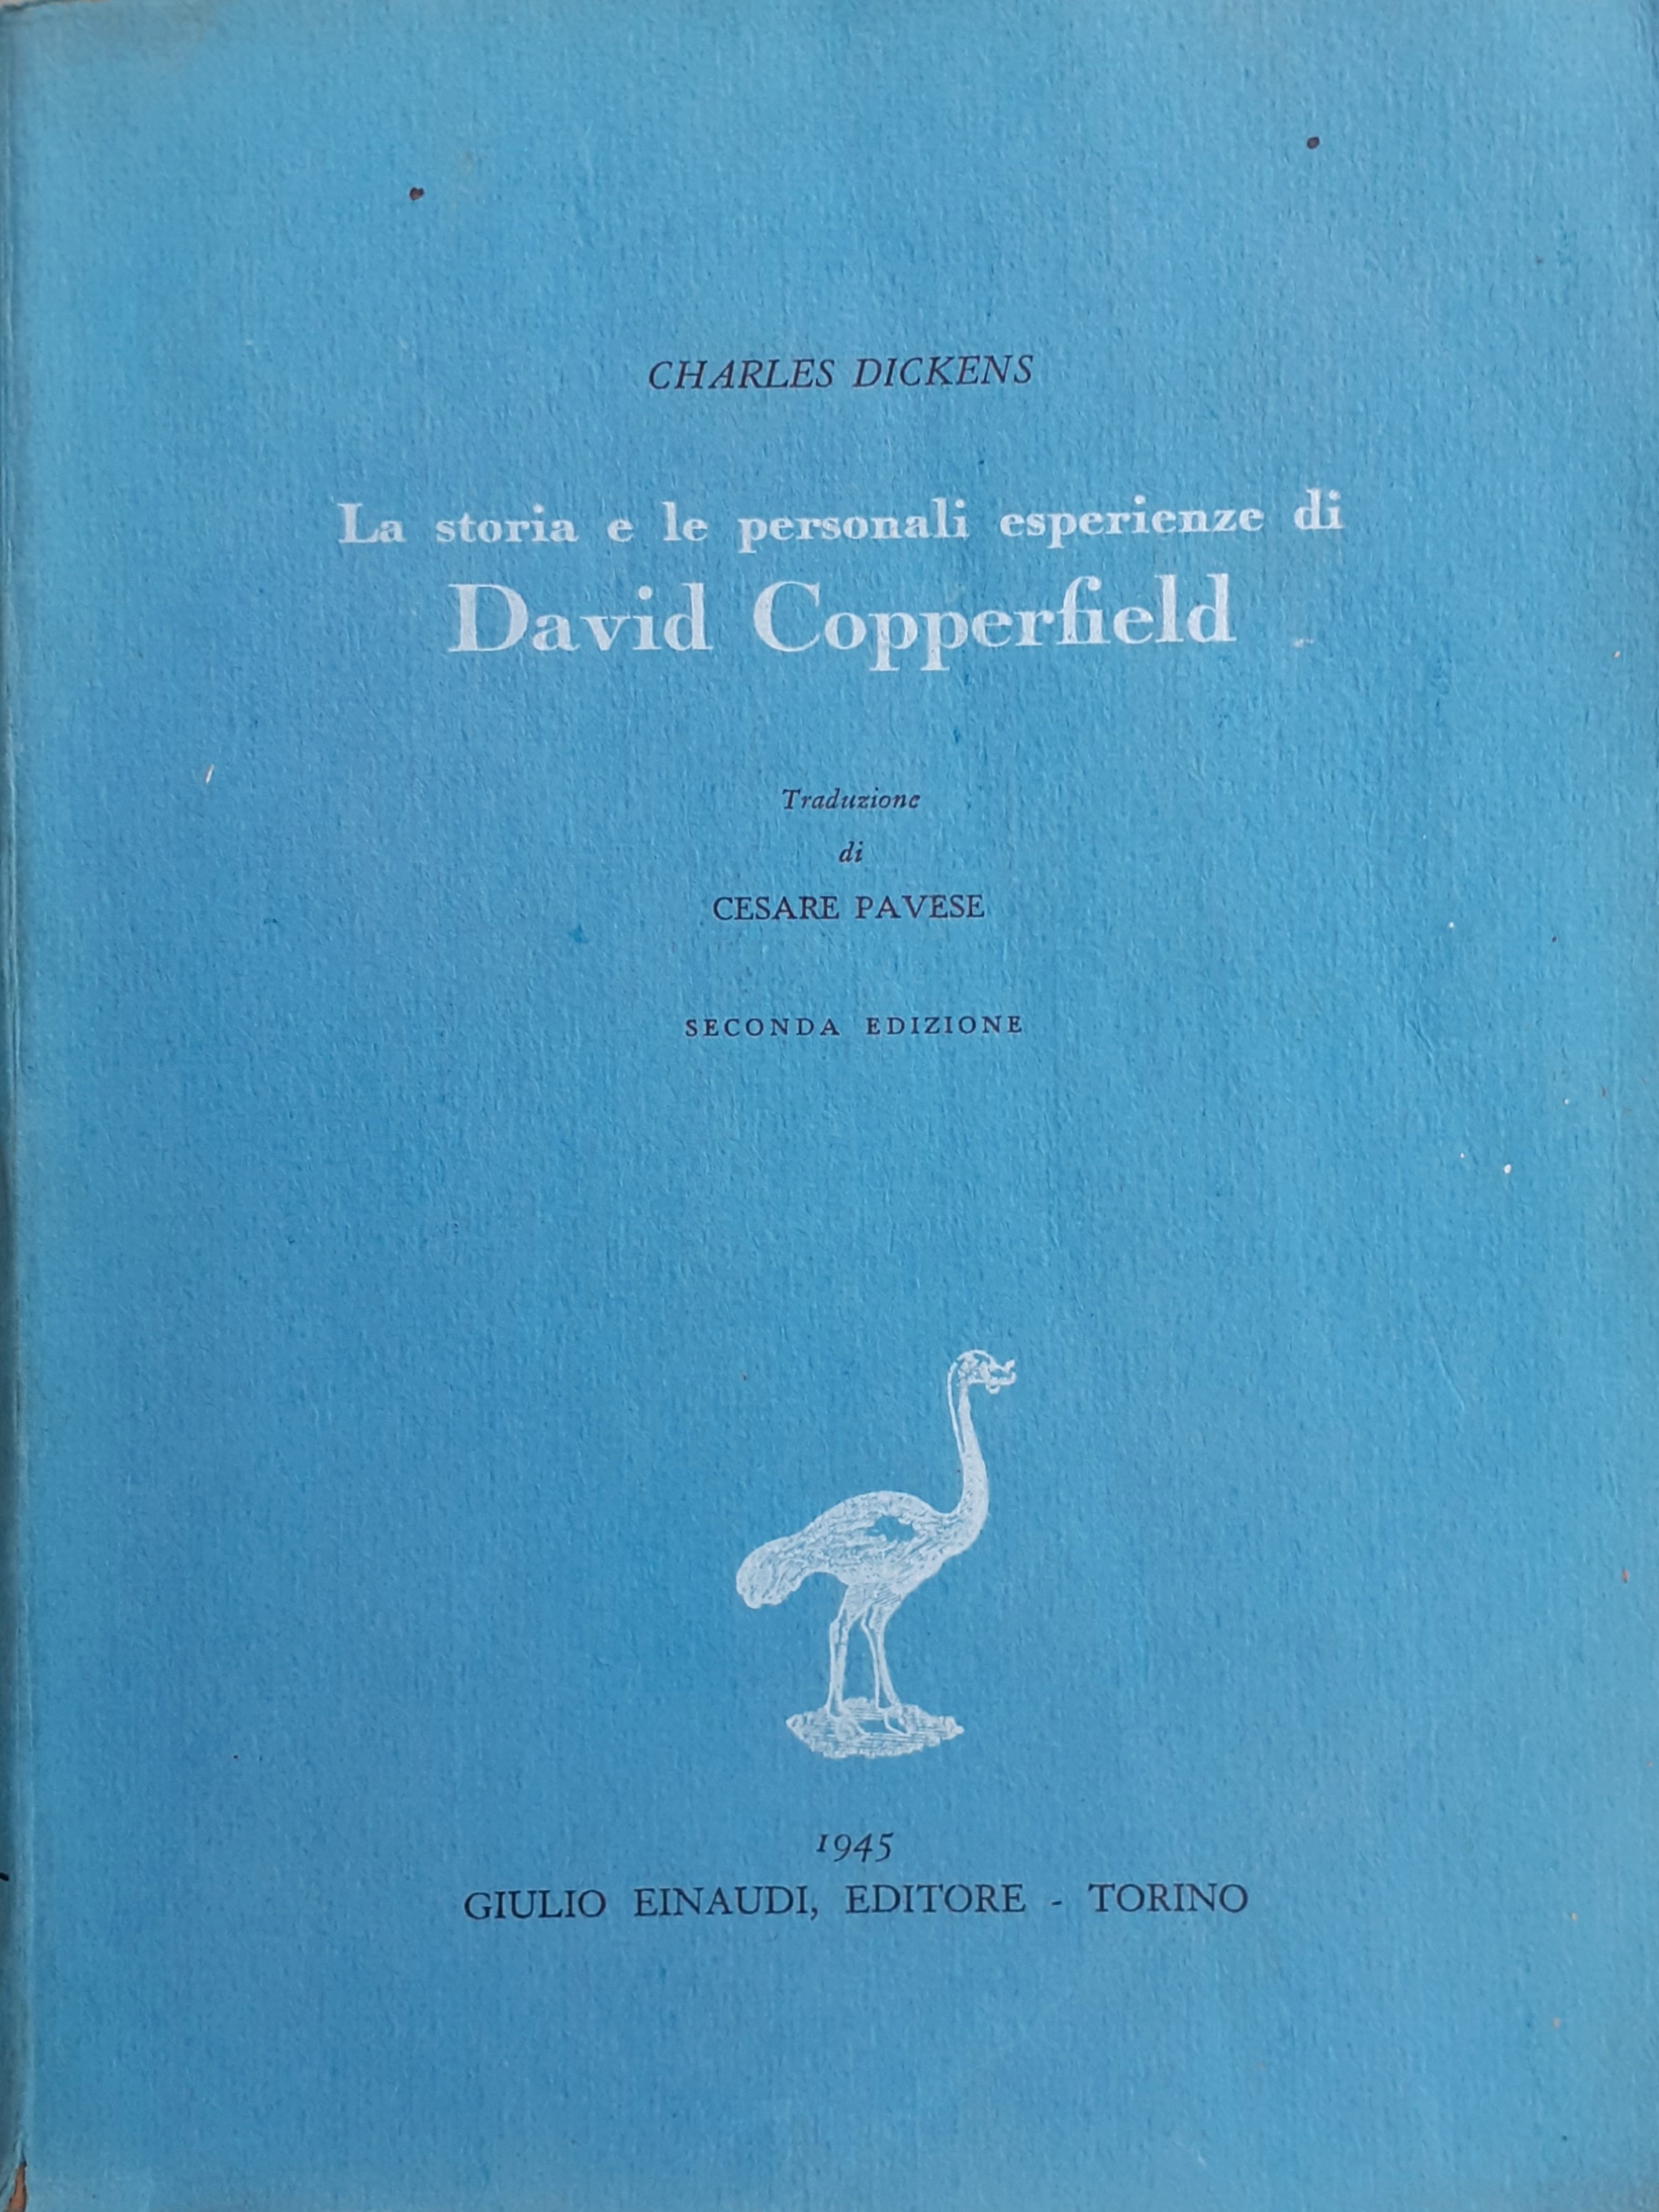 CHARLES DICKENS
La storia e le personali esperienze di
David Copperfield
Traduzione
di
CESARE PAVESE
SECONDA EDIZIONE
1945
GIULIO EINAUDI, EDITORE - TORINO